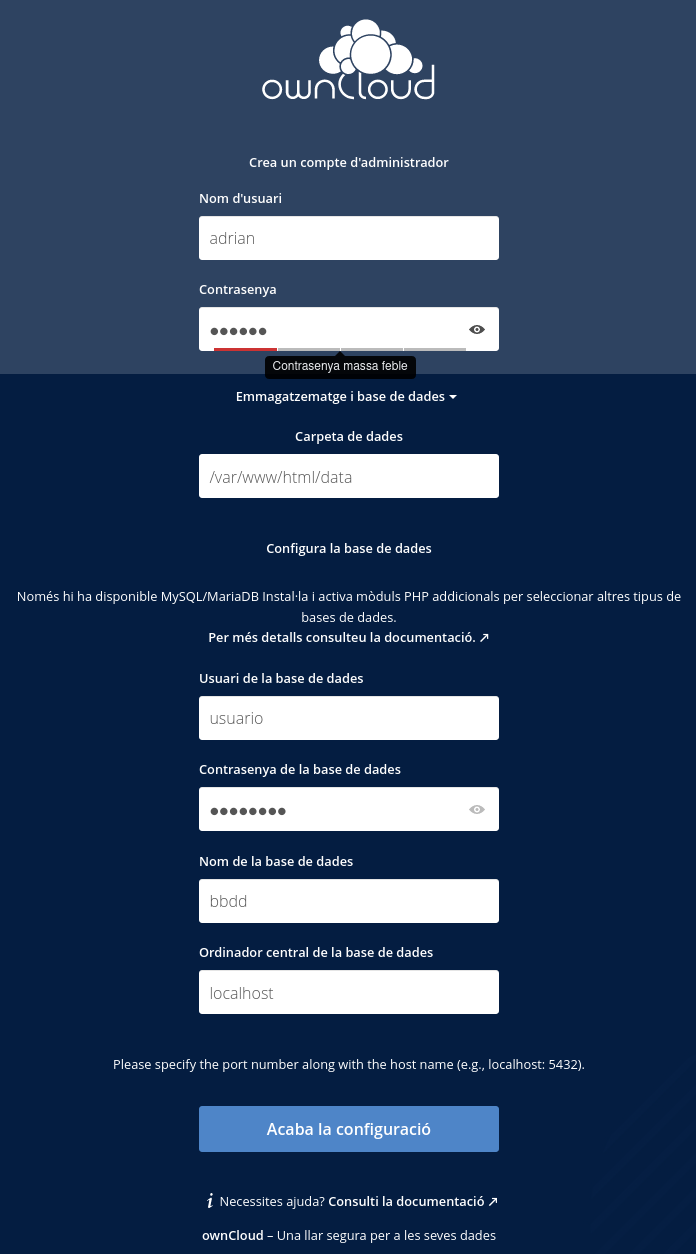 ownCloud
Crea un compte d'administrador
Nom d'usuari
adrian
Contrasenya
●●●●●●
Contrasenya massa feble
Emmagatzematge i base de dades
Carpeta de dades
/var/www/html/data
Configura la base de dades
Només hi ha disponible MySQL/MariaDB Instal·la i activa mòduls PHP addicionals per seleccionar altres tipus de
bases de dades.
Per més detalls consulteu la documentació. ↗
Usuari de la base de dades
usuario
Contrasenya de la base de dades
●●●●●●●●
Nom de la base de dades
bbdd
Ordinador central de la base de dades
localhost
Please specify the port number along with the host name (e.g., localhost: 5432).
Acaba la configuració
i Necessites ajuda? Consulti la documentació ↗
ownCloud – Una llar segura per a les seves dades